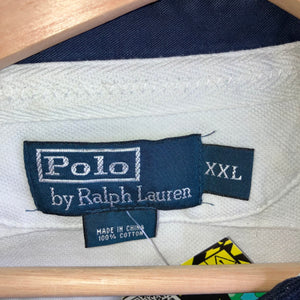 Polo
by Ralph Lauren
XXL
MADE IN CHINA
100% COTTON